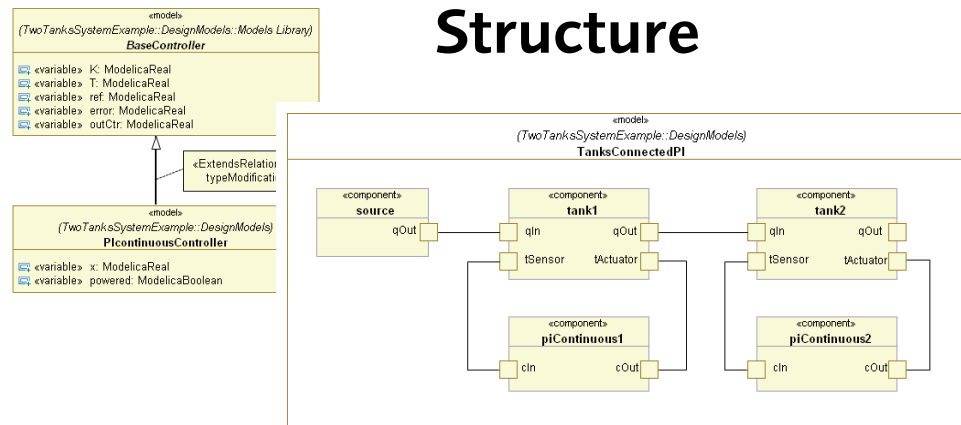 Structure
«model»
(TwoTanksSystemExample::DesignModels::Models Library)
BaseController
«variable» K: ModelicaReal
«variable» T: ModelicaReal
«variable» ref: ModelicaReal
«variable» error: ModelicaReal
«variable» outCtr: ModelicaReal
«ExtendsRelation
typeModificati
«model»
(TwoTanksSystemExample::DesignModels)
PIcontinuousController
«variable» x: ModelicaReal
«variable» powered: ModelicaBoolean
«model»
(TwoTanksSystemExample::DesignModels)
TanksConnectedPI
«component»
source
qOut
«component»
tank1
qIn qOut
tSensor tActuator
«component»
tank2
qIn qOut
tSensor tActuator
«component»
piContinuous1
cIn cOut
«component»
piContinuous2
cIn cOut